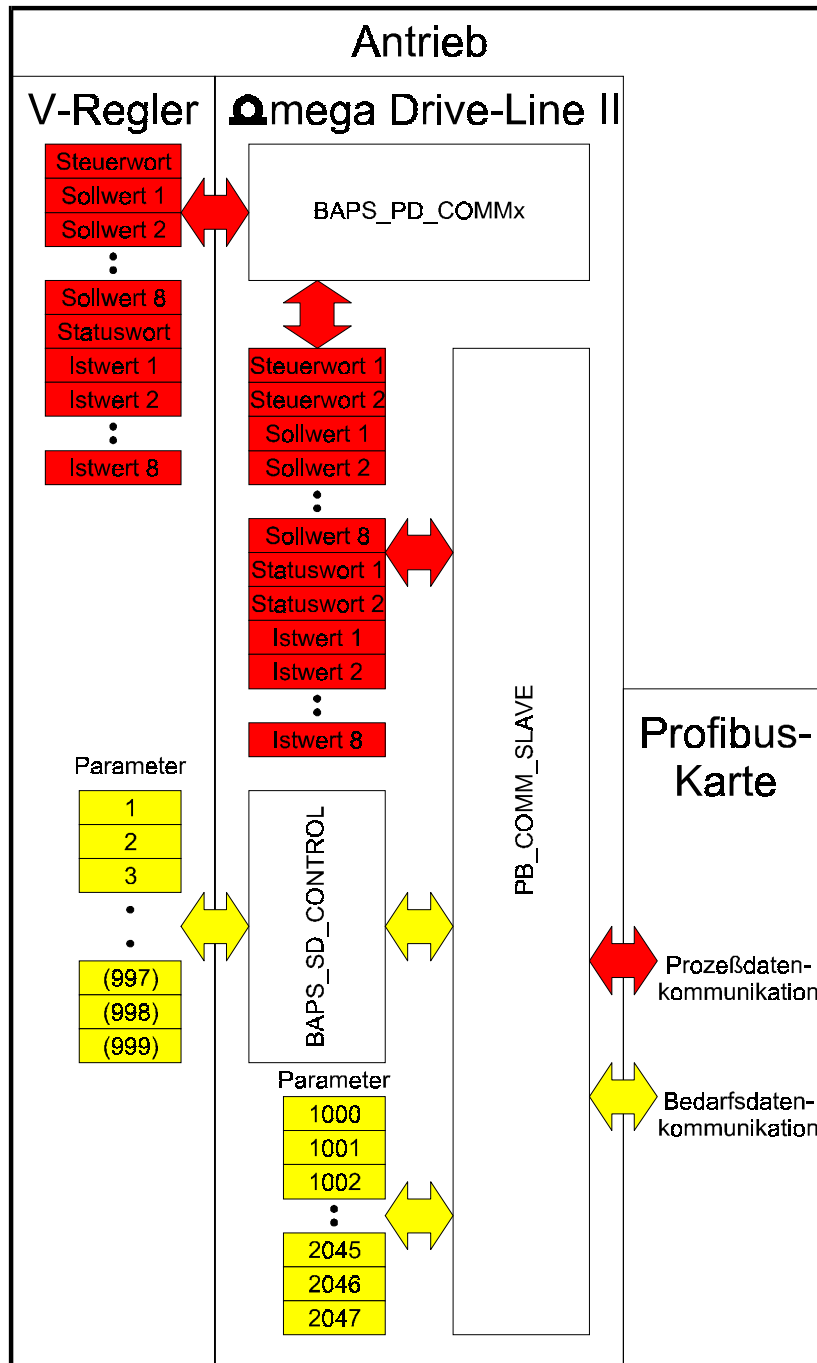 Antrieb
V-Regler
Ωmega Drive-Line II
Steuerwort
Sollwert 1
Sollwert 2
Sollwert 8
Statuswort
Istwert 1
Istwert 2
Istwert 8
BAPS_PD_COMMx
Steuerwort 1
Steuerwort 2
Sollwert 1
Sollwert 2
Sollwert 8
Statuswort 1
Statuswort 2
Istwert 1
Istwert 2
Istwert 8
PB_COMM_SLAVE
Profibus-
Karte
Parameter
1
2
3
(997)
(998)
(999)
BAPS_SD_CONTROL
Parameter
1000
1001
1002
2045
2046
2047
Prozeßdaten-
kommunikation
Bedarfsdaten-
kommunikation